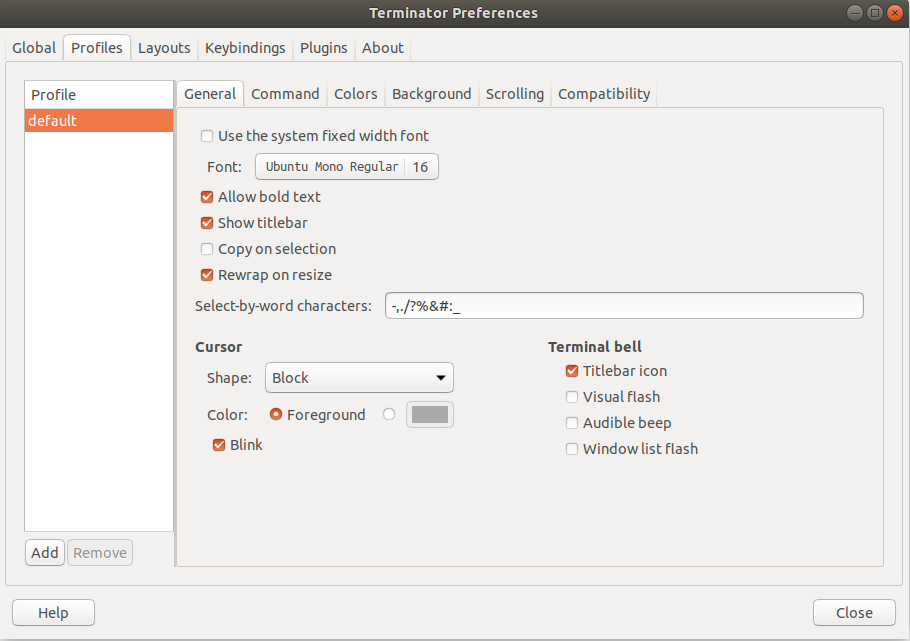 Terminator Preferences
Global Profiles Layouts Keybindings Plugins About
Profile
default
General Command Colors Background Scrolling Compatibility
Use the system fixed width font
Font: Ubuntu Mono Regular 16
Allow bold text
Show titlebar
Copy on selection
Rewrap on resize
Select-by-word characters: -,./?%&#:_
Cursor
Shape: Block
Color: Foreground
Blink
Terminal bell
Titlebar icon
Visual flash
Audible beep
Window list flash
Add Remove
Help Close